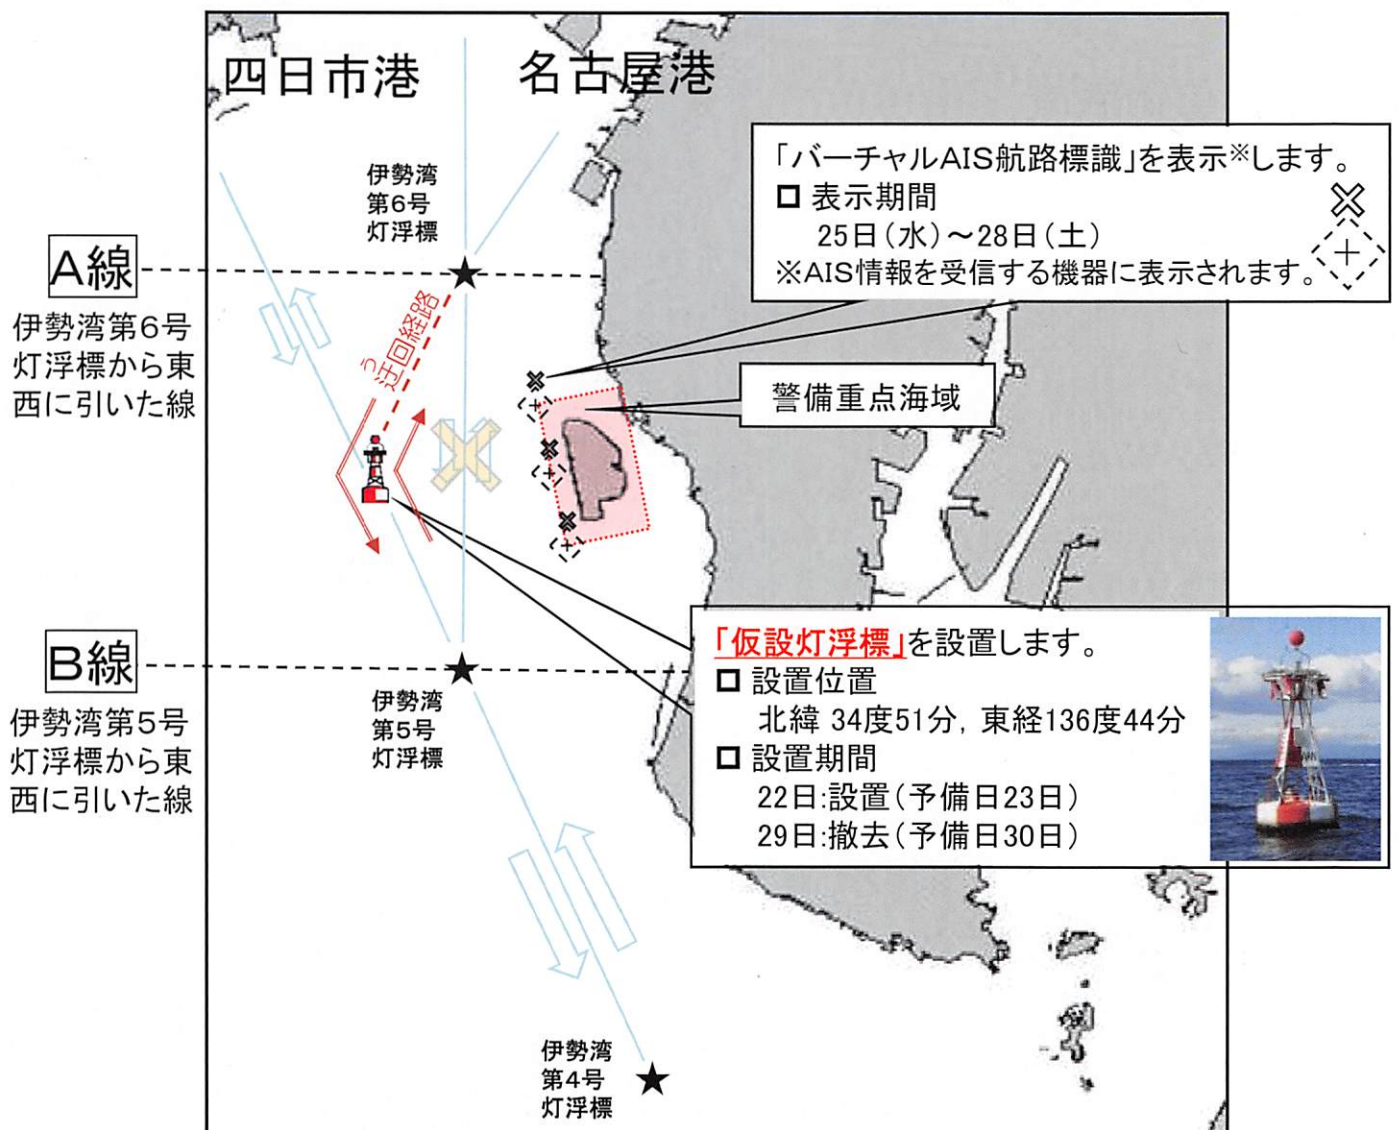 四日市港
名古屋港
伊勢湾
第6号
灯浮標
「バーチャルAIS航路標識」を表示※します。
□ 表示期間
25日(水)～28日(土)
※AIS情報を受信する機器に表示されます。
A線
伊勢湾第6号
灯浮標から東
西に引いた線
う
迂回経路
警備重点海域
B線
伊勢湾第5号
灯浮標から東
西に引いた線
伊勢湾
第5号
灯浮標
「仮設灯浮標」を設置します。
□ 設置位置
北緯 34度51分, 東経136度44分
□ 設置期間
22日:設置(予備日23日)
29日:撤去(予備日30日)
伊勢湾
第4号
灯浮標